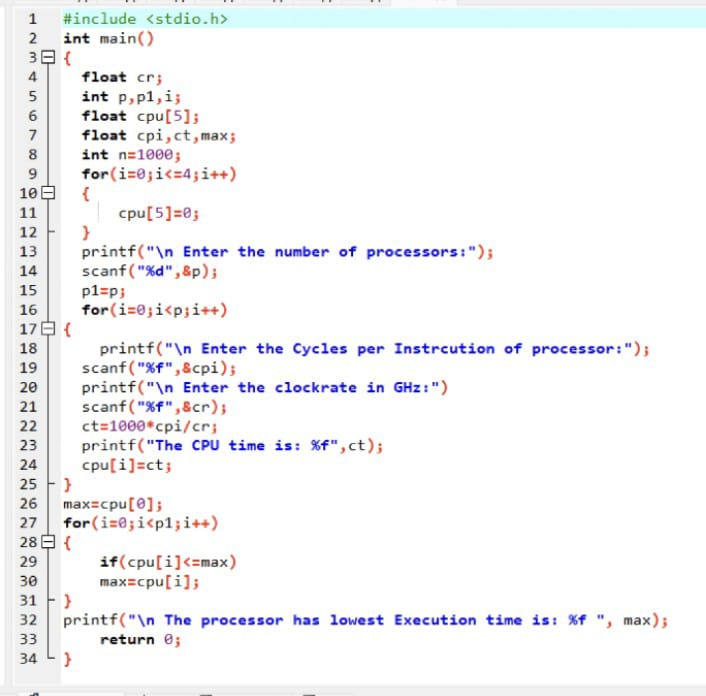 1 #include <stdio.h>
2 int main()
3 {
4 float cr;
5 int p,p1,i;
6 float cpu[5];
7 float cpi,ct,max;
8 int n=1000;
9 for(i=0;i<=4;i++)
10 {
11 cpu[5]=0;
12 }
13 printf("\n Enter the number of processors:");
14 scanf("%d",&p);
15 p1=p;
16 for(i=0;i<p;i++)
17 {
18 printf("\n Enter the Cycles per Instrcution of processor:");
19 scanf("%f",&cpi);
20 printf("\n Enter the clockrate in GHz:")
21 scanf("%f",&cr);
22 ct=1000*cpi/cr;
23 printf("The CPU time is: %f",ct);
24 cpu[i]=ct;
25 }
26 max=cpu[0];
27 for(i=0;i<p1;i++)
28 {
29 if(cpu[i]<=max)
30 max=cpu[i];
31 }
32 printf("\n The processor has lowest Execution time is: %f ", max);
33 return 0;
34 }